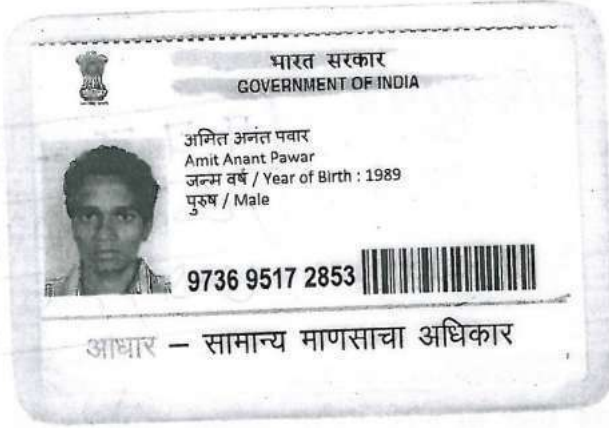 भारत सरकार
GOVERNMENT OF INDIA
अमित अनंत पवार
Amit Anant Pawar
जन्म वर्ष / Year of Birth : 1989
पुरुष / Male
9736 9517 2853
आधार – सामान्य माणसाचा अधिकार